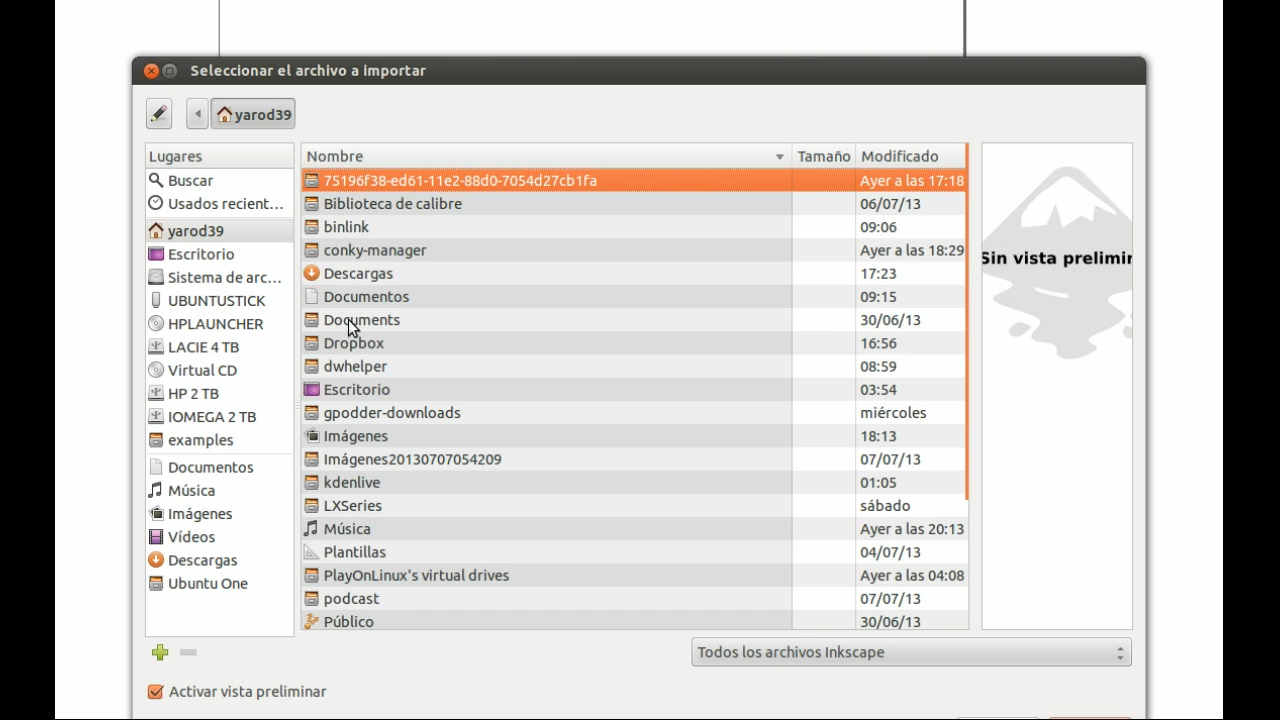 Seleccionar el archivo a importar
yarod39
Lugares
Buscar
Usados recient...
yarod39
Escritorio
Sistema de arc...
UBUNTUSTICK
HPLAUNCHER
LACIE 4 TB
Virtual CD
HP 2 TB
IOMEGA 2 TB
examples
Documentos
Música
Imágenes
Vídeos
Descargas
Ubuntu One
Nombre Tamaño Modificado
75196f38-ed61-11e2-88d0-7054d27cb1fa Ayer a las 17:18
Biblioteca de calibre 06/07/13
binlink 09:06
conky-manager Ayer a las 18:29
Descargas 17:23
Documentos 09:15
Documents 30/06/13
Dropbox 16:56
dwhelper 08:59
Escritorio 03:54
gpodder-downloads miércoles
Imágenes 18:13
Imágenes20130707054209 07/07/13
kdenlive 01:05
LXSeries sábado
Música Ayer a las 20:13
Plantillas 04/07/13
PlayOnLinux's virtual drives Ayer a las 04:08
podcast 07/07/13
Público 30/06/13
Sin vista prelimir
Todos los archivos Inkscape
Activar vista preliminar